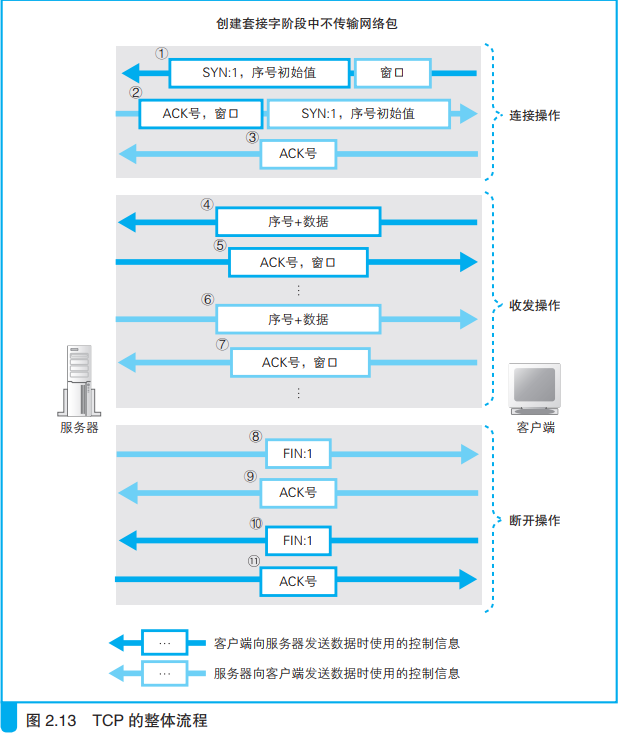 创建套接字阶段中不传输网络包
①
SYN:1，序号初始值
窗口
②
ACK号，窗口
SYN:1，序号初始值
③
ACK号
连接操作
④
序号+数据
⑤
ACK号，窗口
⋮
⑥
序号+数据
⑦
ACK号，窗口
⋮
收发操作
服务器
客户端
⑧
FIN:1
⑨
ACK号
⑩
FIN:1
⑪
ACK号
断开操作
… 客户端向服务器发送数据时使用的控制信息
… 服务器向客户端发送数据时使用的控制信息
图 2.13 TCP 的整体流程